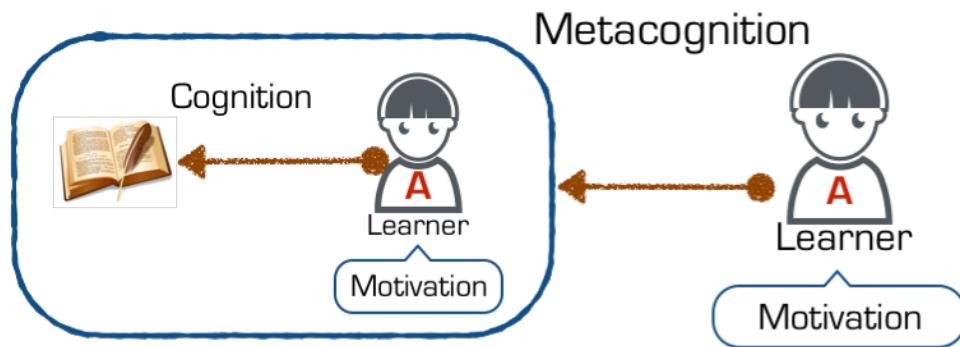 Metacognition
Cognition
A
Learner
Motivation
A
Learner
Motivation